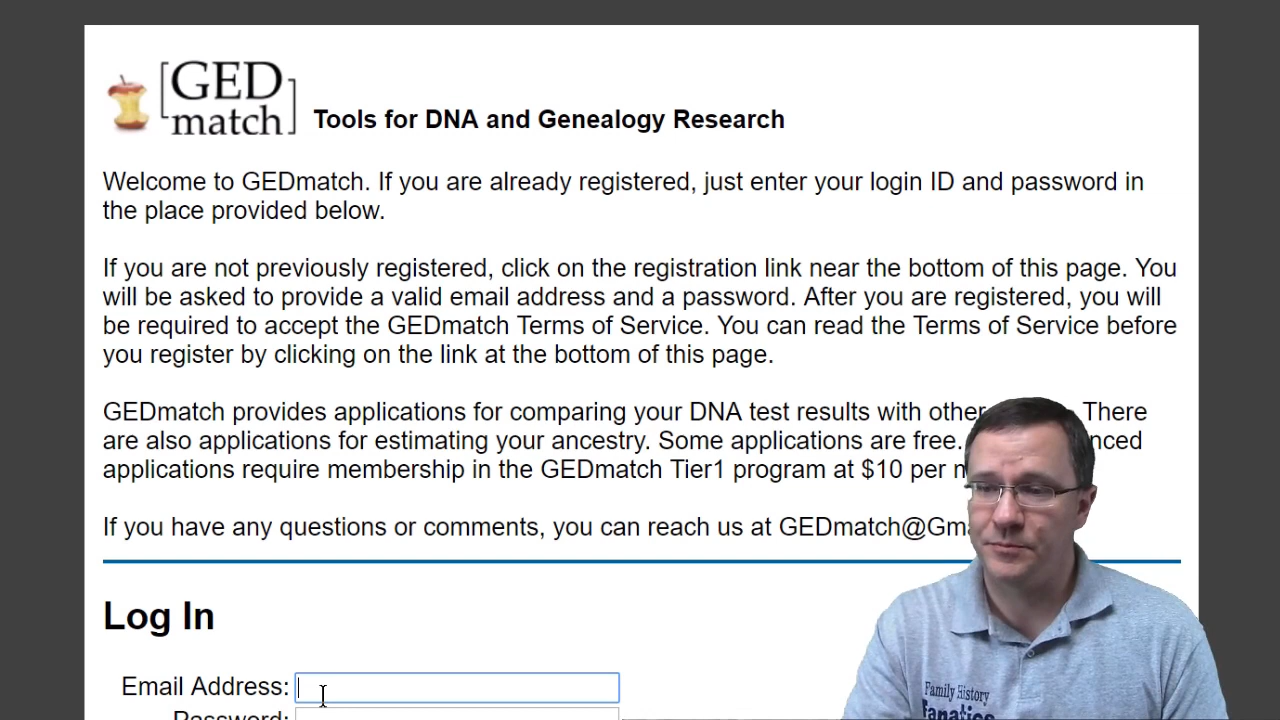 [GED
match]
Tools for DNA and Genealogy Research
Welcome to GEDmatch. If you are already registered, just enter your login ID and password in
the place provided below.
If you are not previously registered, click on the registration link near the bottom of this page. You
will be asked to provide a valid email address and a password. After you are registered, you will
be required to accept the GEDmatch Terms of Service. You can read the Terms of Service before
you register by clicking on the link at the bottom of this page.
GEDmatch provides applications for comparing your DNA test results with other There
are also applications for estimating your ancestry. Some applications are free.
applications require membership in the GEDmatch Tier1 program at $10 per
If you have any questions or comments, you can reach us at
Log In
Email Address:
Password:
Family History
Fanatics